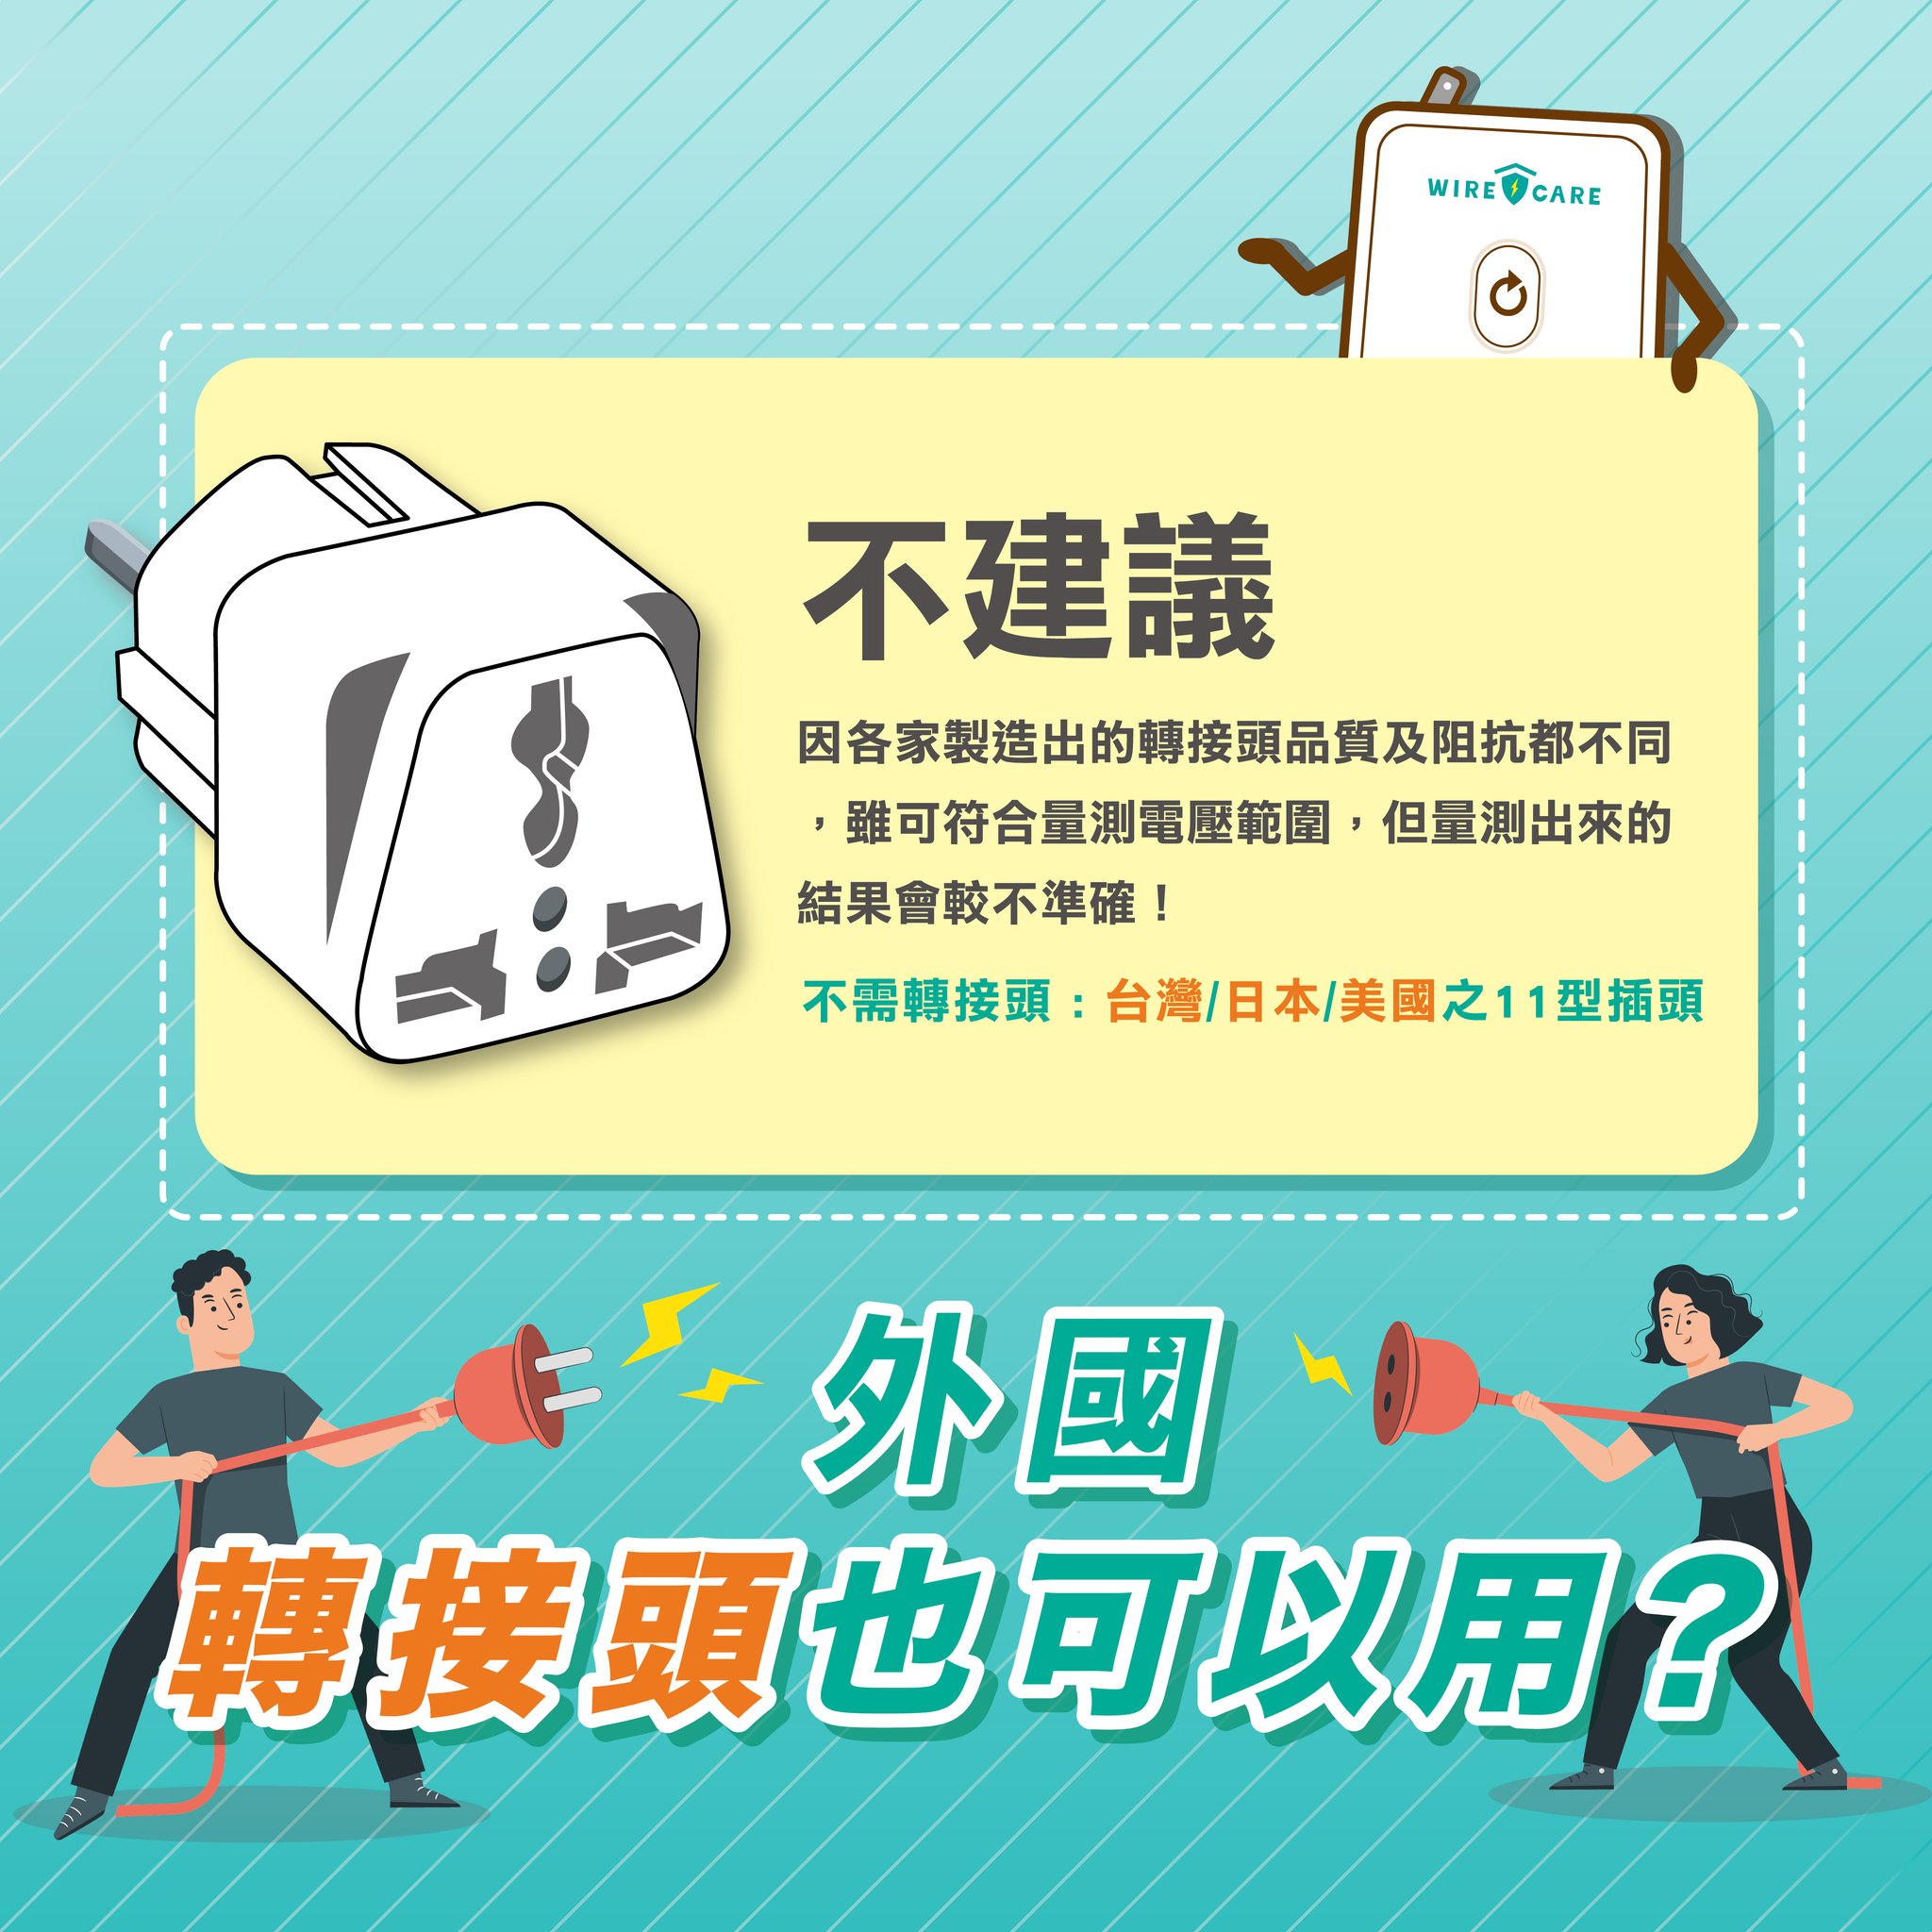 WIRE CARE
不建議
因各家製造出的轉接頭品質及阻抗都不同
，雖可符合量測電壓範圍，但量測出來的
結果會較不準確！
不需轉接頭：台灣/日本/美國之11型插頭
外國
轉接頭也可以用？